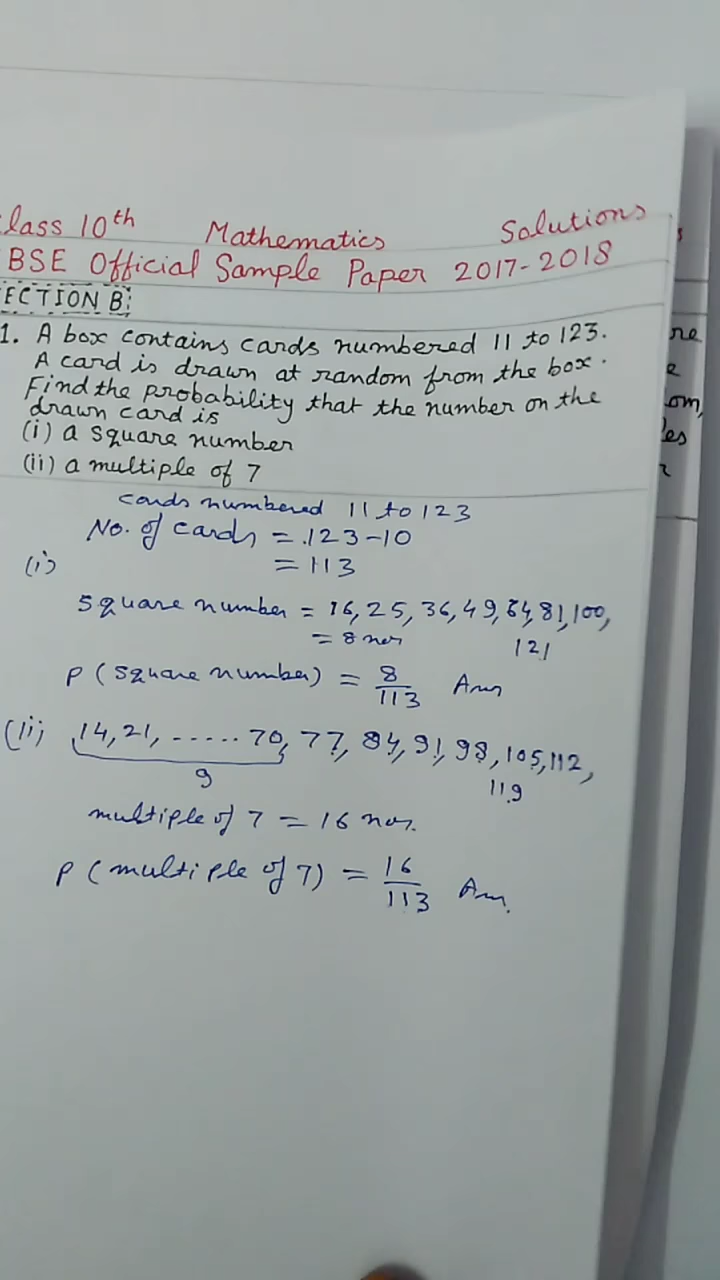 lass 10th Mathematics Solutions
BSE Official Sample Paper 2017-2018
ECTION B:
1. A box contains cards numbered 11 to 123.
A card is drawn at random from the box.
Find the probability that the number on the
drawn card is
(i) a square number
(ii) a multiple of 7
cards numbered 11 to 123
No. of cards = 123-10
= 113
(i)
square number = 16, 25, 36, 49, 64, 81, 100,
121
= 8 nos
P (square number) = 8/113 Ans
(ii) 14, 21, ..... 70, 77, 84, 91, 98, 105, 112,
119
9
multiple of 7 = 16 nos.
P (multiple of 7) = 16/113 Ans.
re
e
om,
les
r